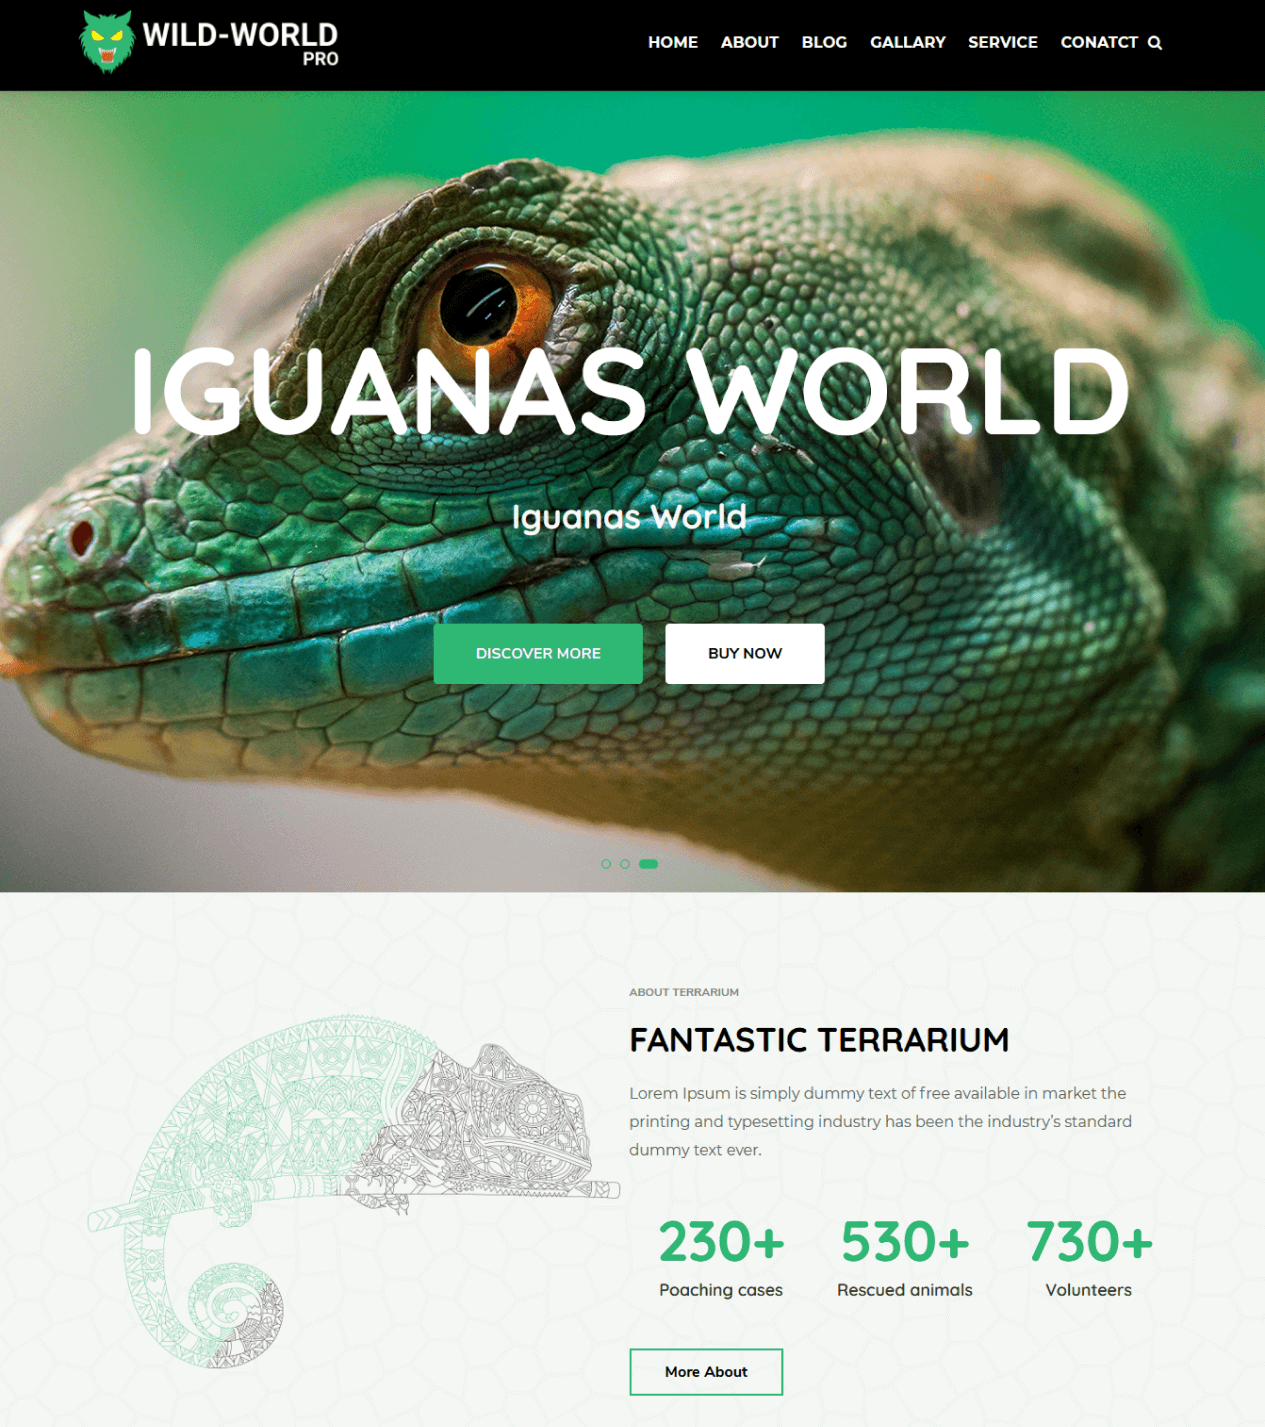 WILD-WORLD
PRO
HOME ABOUT BLOG GALLARY SERVICE CONATCT
IGUANAS WORLD
Iguanas World
DISCOVER MORE BUY NOW
ABOUT TERRARIUM
FANTASTIC TERRARIUM
Lorem Ipsum is simply dummy text of free available in market the
printing and typesetting industry has been the industry's standard
dummy text ever.
230+ 530+ 730+
Poaching cases Rescued animals Volunteers
More About